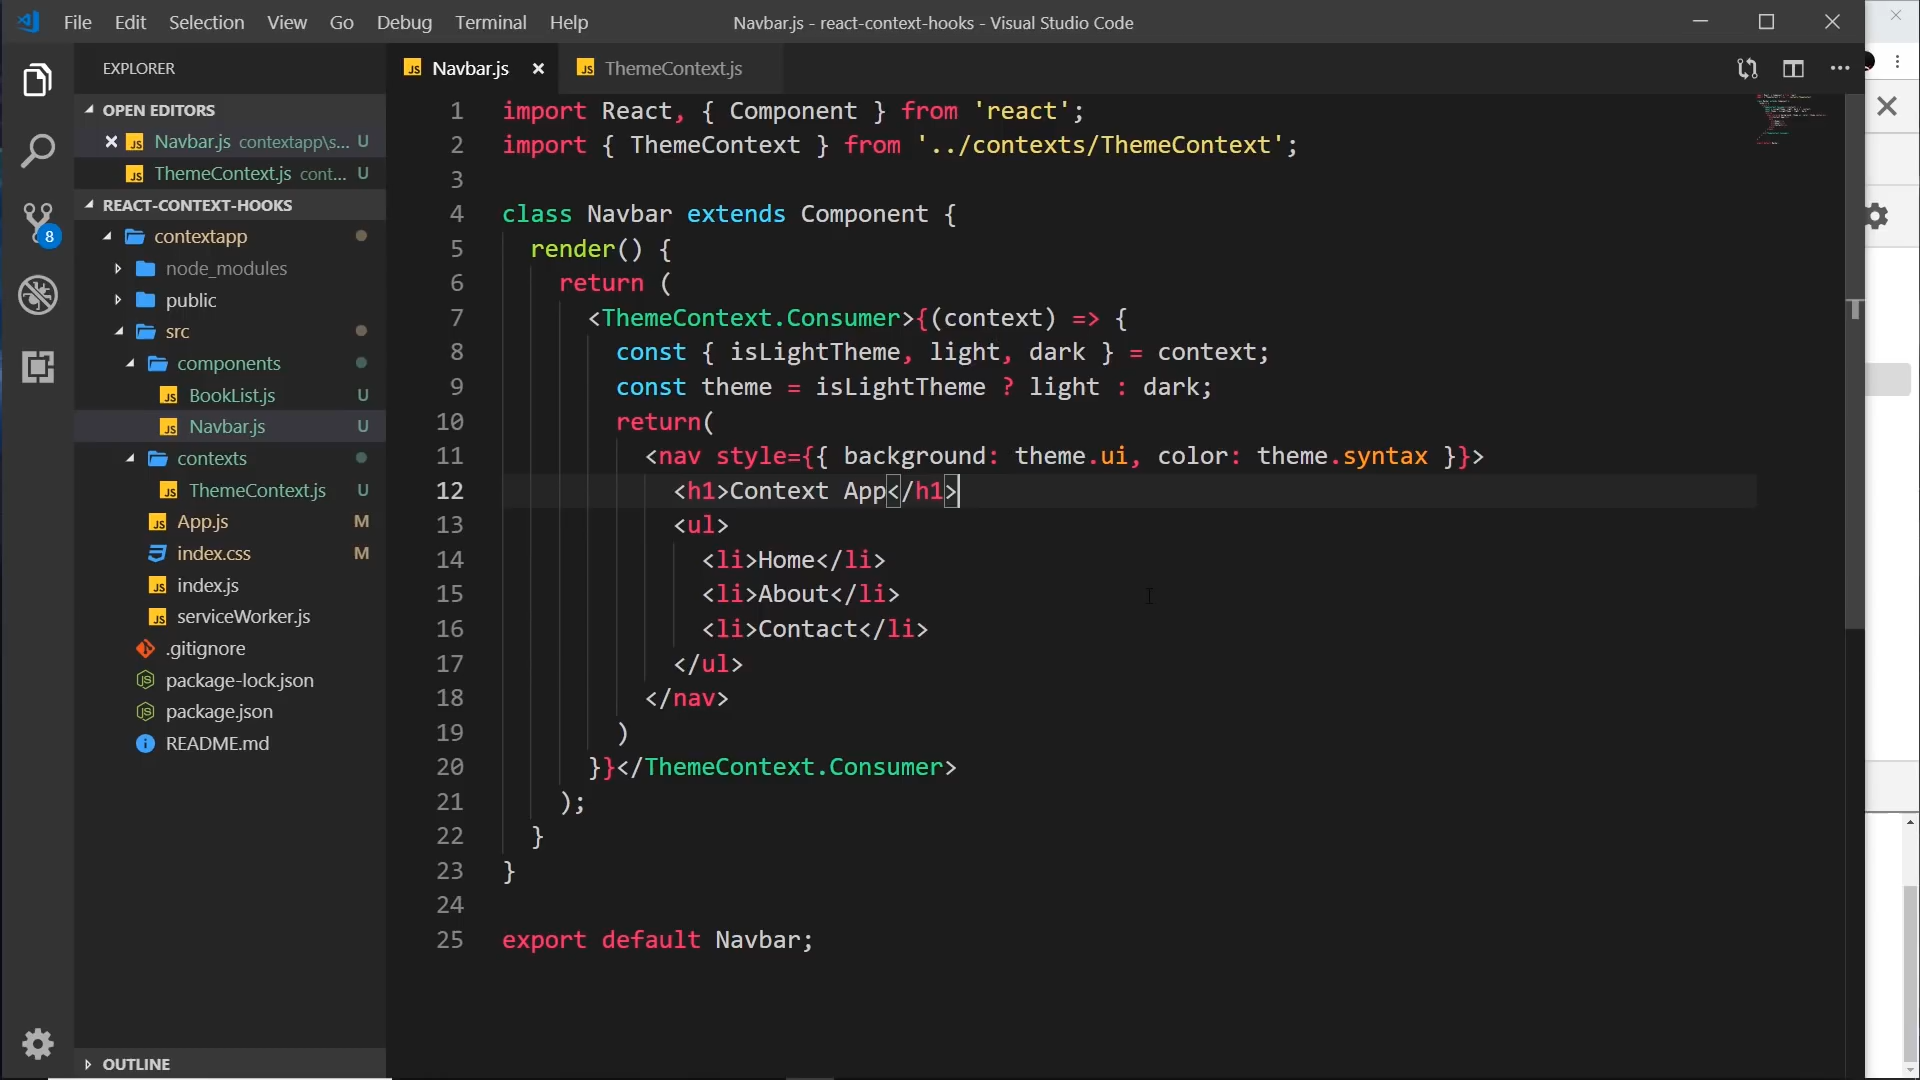 File Edit Selection View Go Debug Terminal Help
Navbar.js - react-context-hooks - Visual Studio Code
EXPLORER
OPEN EDITORS
Navbar.js contextapp\s... U
ThemeContext.js cont... U
REACT-CONTEXT-HOOKS
contextapp
node_modules
public
src
components
BookList.js U
Navbar.js U
contexts
ThemeContext.js U
App.js M
index.css M
index.js
serviceWorker.js
.gitignore
package-lock.json
package.json
README.md
OUTLINE
8
Navbar.js
ThemeContext.js
1 import React, { Component } from 'react';
2 import { ThemeContext } from '../contexts/ThemeContext';
3
4 class Navbar extends Component {
5 render() {
6 return (
7 <ThemeContext.Consumer>{(context) => {
8 const { isLightTheme, light, dark } = context;
9 const theme = isLightTheme ? light : dark;
10 return(
11 <nav style={{ background: theme.ui, color: theme.syntax }}>
12 <h1>Context App</h1>
13 <ul>
14 <li>Home</li>
15 <li>About</li>
16 <li>Contact</li>
17 </ul>
18 </nav>
19 )
20 }}</ThemeContext.Consumer>
21 );
22 }
23 }
24
25 export default Navbar;